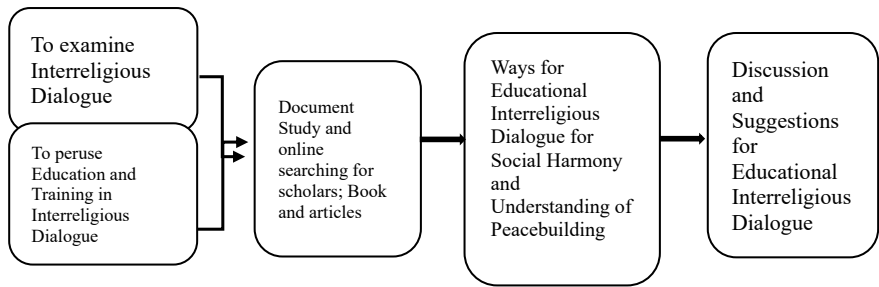 To examine
Interreligious
Dialogue
To peruse
Education and
Training in
Interreligious
Dialogue
Document
Study and
online
searching for
scholars; Book
and articles
Ways for
Educational
Interreligious
Dialogue for
Social Harmony
and
Understanding of
Peacebuilding
Discussion
and
Suggestions
for
Educational
Interreligious
Dialogue